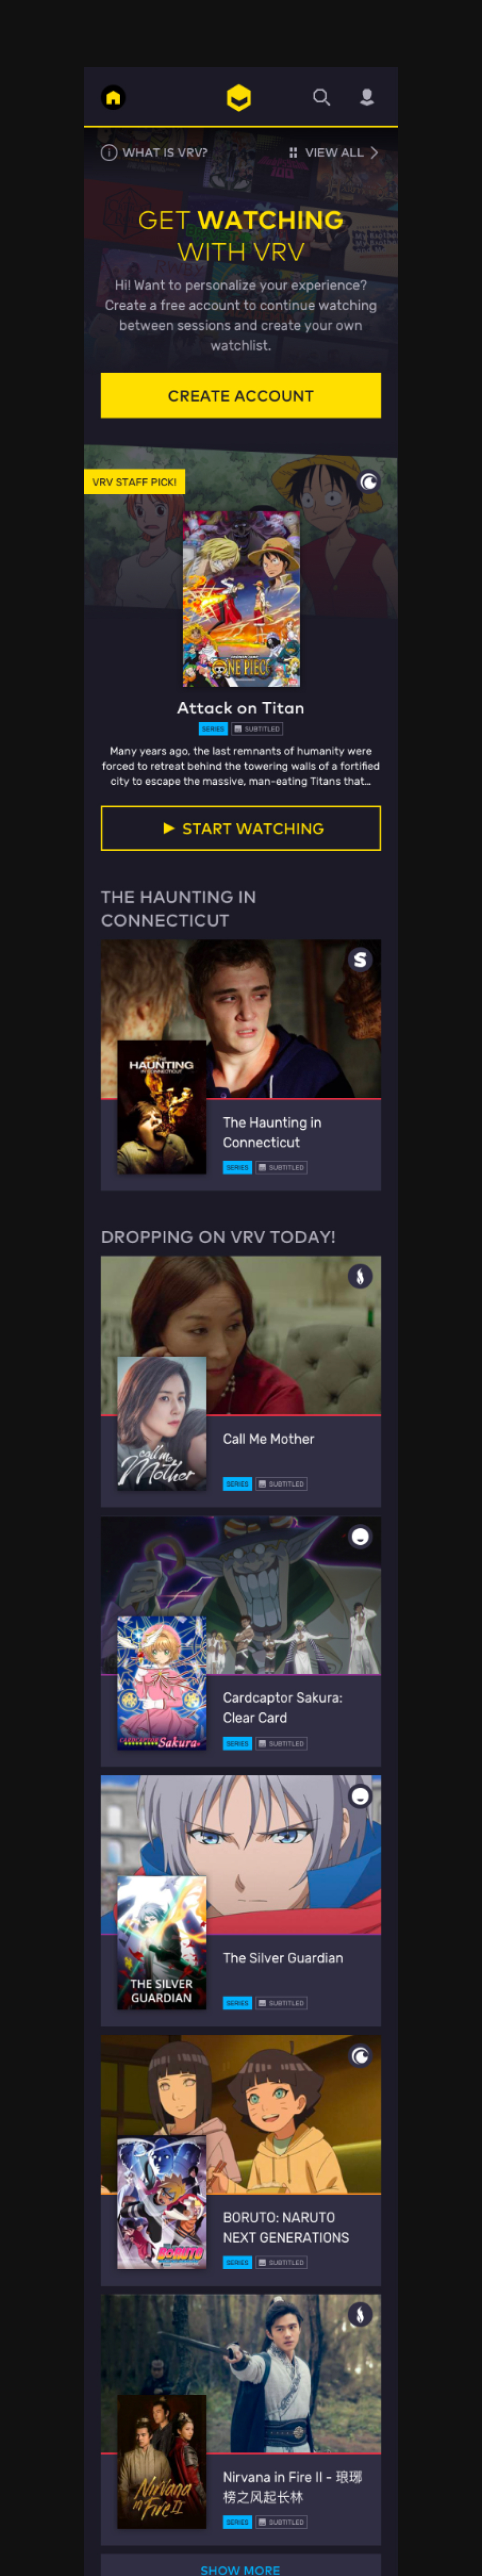 WHAT IS VRV?
VIEW ALL
GET WATCHING
WITH VRV
Hi! Want to personalize your experience?
Create a free account to continue watching
between sessions and create your own
watchlist.
CREATE ACCOUNT
VRV STAFF PICK!
ONE PIECE
Attack on Titan
SERIES SUBTITLED
Many years ago, the last remnants of humanity were
forced to retreat behind the towering walls of a fortified
city to escape the massive, man-eating Titans that...
START WATCHING
THE HAUNTING IN
CONNECTICUT
S
HAUNTING
The Haunting in
Connecticut
SERIES SUBTITLED
DROPPING ON VRV TODAY!
call me
Mother
Call Me Mother
SERIES SUBTITLED
Sakura
Cardcaptor Sakura:
Clear Card
SERIES SUBTITLED
THE SILVER
GUARDIAN
The Silver Guardian
SERIES SUBTITLED
BORUTO
BORUTO: NARUTO
NEXT GENERATIONS
SERIES SUBTITLED
Nirvana
in Fire II
Nirvana in Fire II - 琅琊
榜之风起长林
SERIES SUBTITLED
SHOW MORE